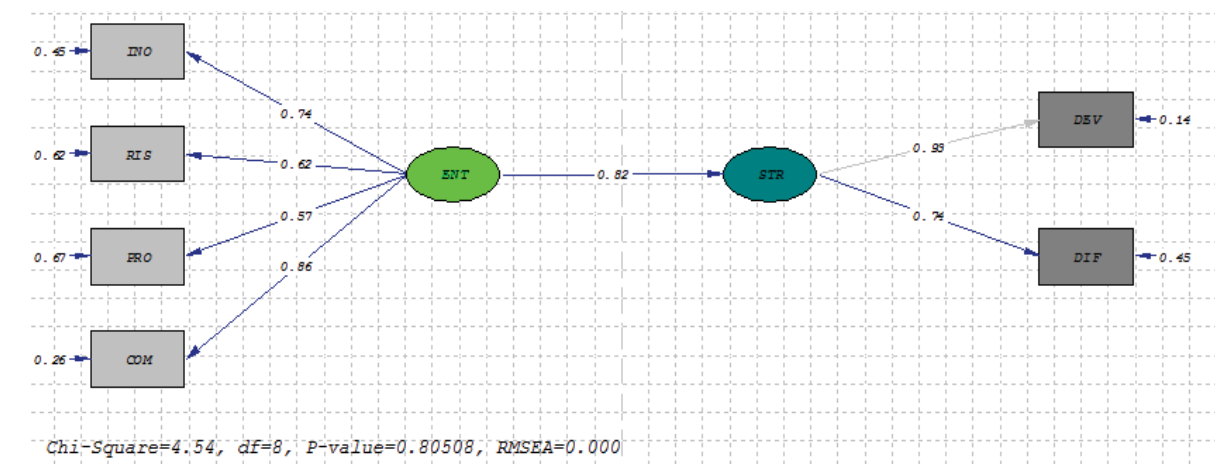 0.45 INO
0.74
0.62 RIS
0.62
0.57
0.67 PRO
0.86
0.26 COM
ENT
0.82
STR
0.93
DEV 0.14
0.74
DIF 0.45
Chi-Square=4.54, df=8, P-value=0.80508, RMSEA=0.000